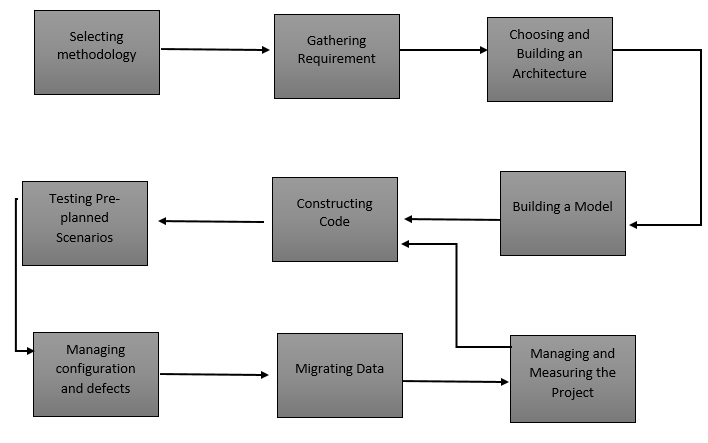 Selecting
methodology
Gathering
Requirement
Choosing and
Building an
Architecture
Testing Pre-
planned
Scenarios
Constructing
Code
Building a Model
Managing
configuration
and defects
Migrating Data
Managing and
Measuring the
Project